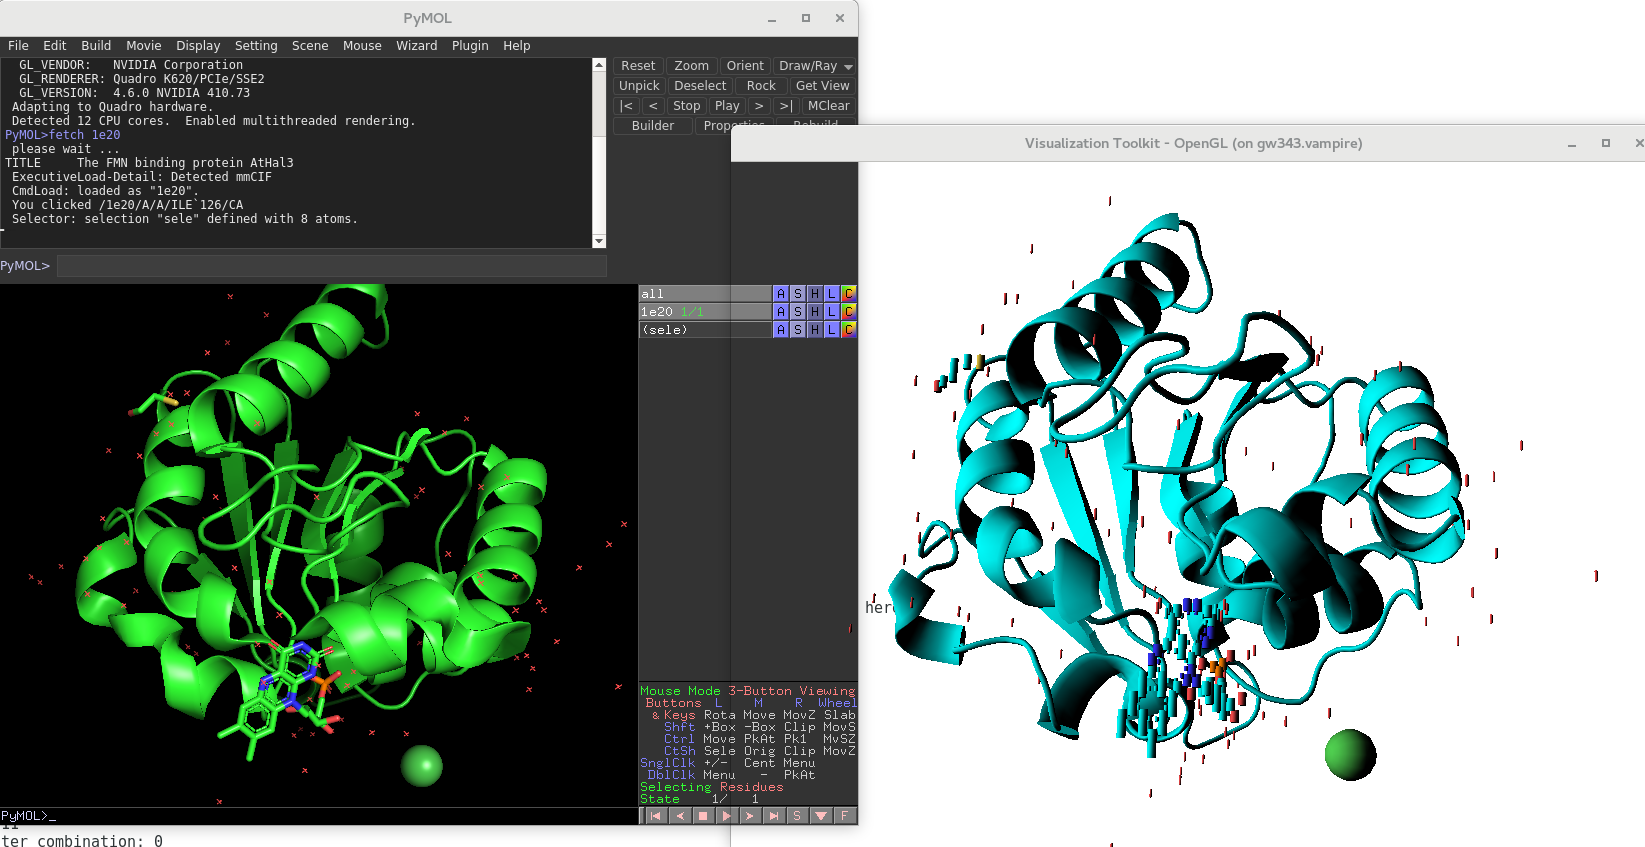 PyMOL
File Edit Build Movie Display Setting Scene Mouse Wizard Plugin Help
GL_VENDOR: NVIDIA Corporation
GL_RENDERER: Quadro K620/PCIe/SSE2
GL_VERSION: 4.6.0 NVIDIA 410.73
Adapting to Quadro hardware.
Detected 12 CPU cores. Enabled multithreaded rendering.
PyMOL>fetch 1e20
please wait ...
TITLE The FMN binding protein AtHal3
ExecutiveLoad-Detail: Detected mmCIF
CmdLoad: loaded as "1e20".
You clicked /1e20/A/A/ILE`126/CA
Selector: selection "sele" defined with 8 atoms.
PyMOL>
Reset Zoom Orient Draw/Ray
Unpick Deselect Rock Get View
|< < Stop Play > >| MClear
Builder Properties Rebuild
Visualization Toolkit - OpenGL (on gw343.vampire)
all A S H L C
1e20 1/1 A S H L C
(sele) A S H L C
her
Mouse Mode 3-Button Viewing
Buttons L M R Wheel
& Keys Rota Move MovZ Slab
Shft +Box -Box Clip MovS
Ctrl Move PkAt Pk1 MvSZ
CtSh Sele Orig Clip MovZ
SnglClk +/- Cent Menu
DblClk Menu - PkAt
Selecting Residues
State 1/ 1
S F
PyMOL>_
ter combination: 0